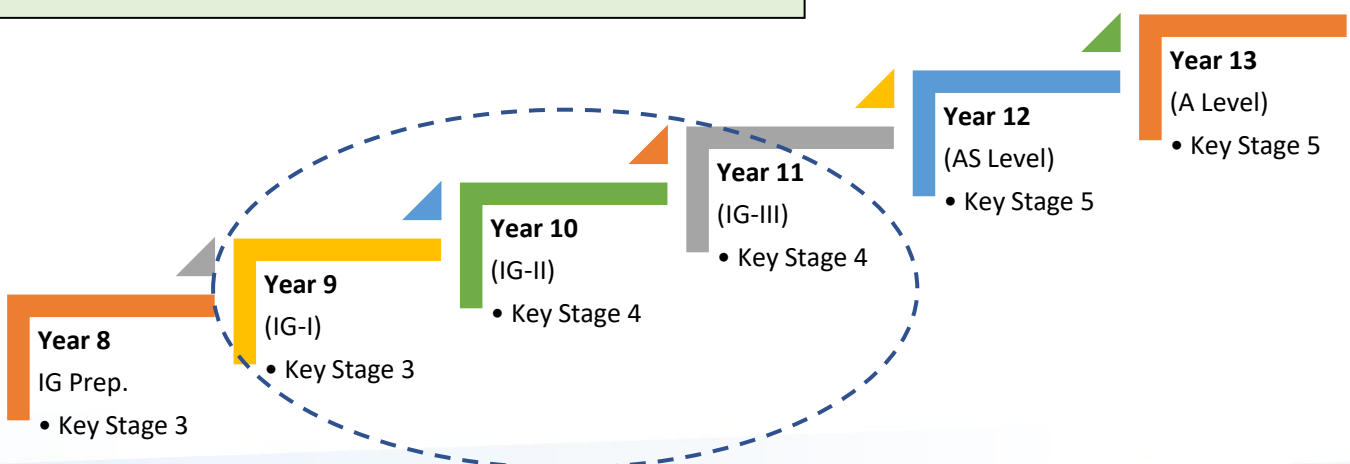 Year 8
IG Prep.
• Key Stage 3
Year 9
(IG-I)
• Key Stage 3
Year 10
(IG-II)
• Key Stage 4
Year 11
(IG-III)
• Key Stage 4
Year 12
(AS Level)
• Key Stage 5
Year 13
(A Level)
• Key Stage 5